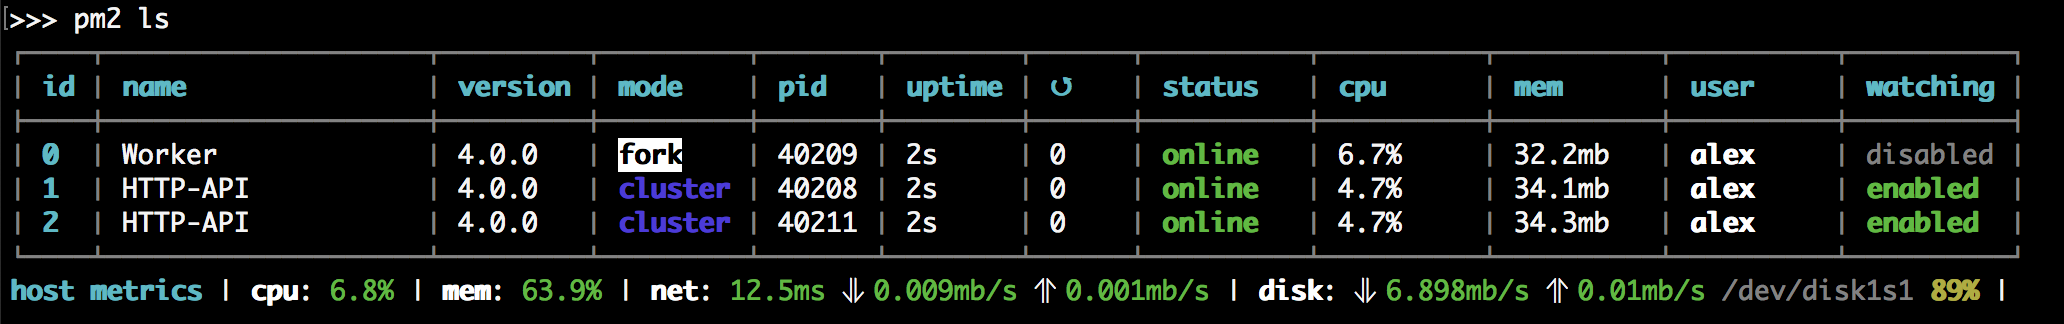 >>> pm2 ls
id | name | version | mode | pid | uptime | ↺ | status | cpu | mem | user | watching
0 | Worker | 4.0.0 | fork | 40209 | 2s | 0 | online | 6.7% | 32.2mb | alex | disabled
1 | HTTP-API | 4.0.0 | cluster | 40208 | 2s | 0 | online | 4.7% | 34.1mb | alex | enabled
2 | HTTP-API | 4.0.0 | cluster | 40211 | 2s | 0 | online | 4.7% | 34.3mb | alex | enabled
host metrics | cpu: 6.8% | mem: 63.9% | net: 12.5ms ⥥ 0.009mb/s ⥣ 0.001mb/s | disk: ⥥ 6.898mb/s ⥣ 0.01mb/s /dev/disk1s1 89% |